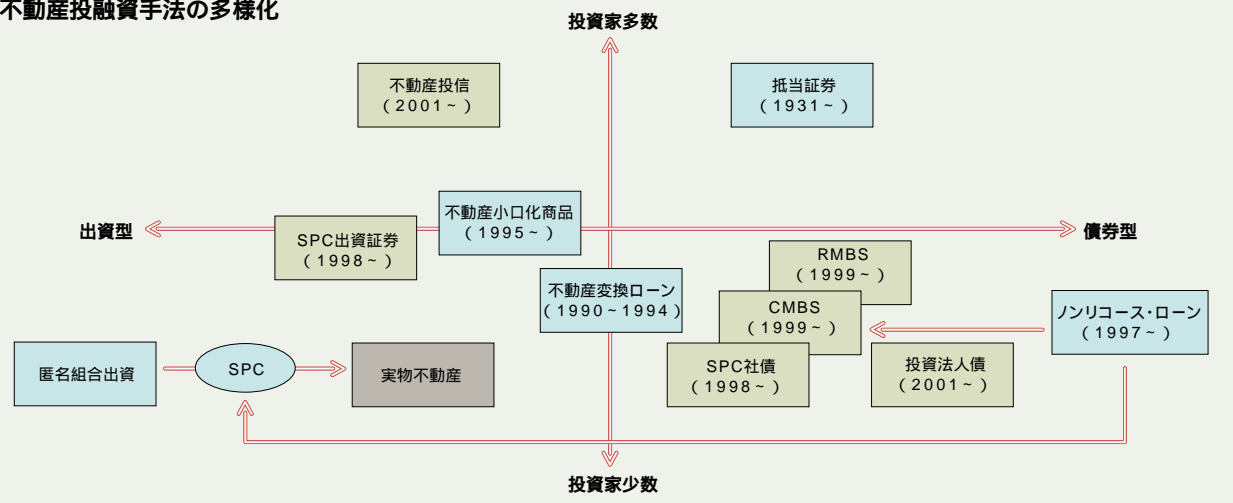 不動産投融資手法の多様化
投資家多数
不動産投信
(2001~)
抵当証券
(1931~)
出資型
SPC出資証券
(1998~)
不動産小口化商品
(1995~)
債券型
RMBS
(1999~)
不動産変換ローン
(1990~1994)
CMBS
(1999~)
ノンリコース・ローン
(1997~)
匿名組合出資
SPC
実物不動産
SPC社債
(1998~)
投資法人債
(2001~)
投資家少数